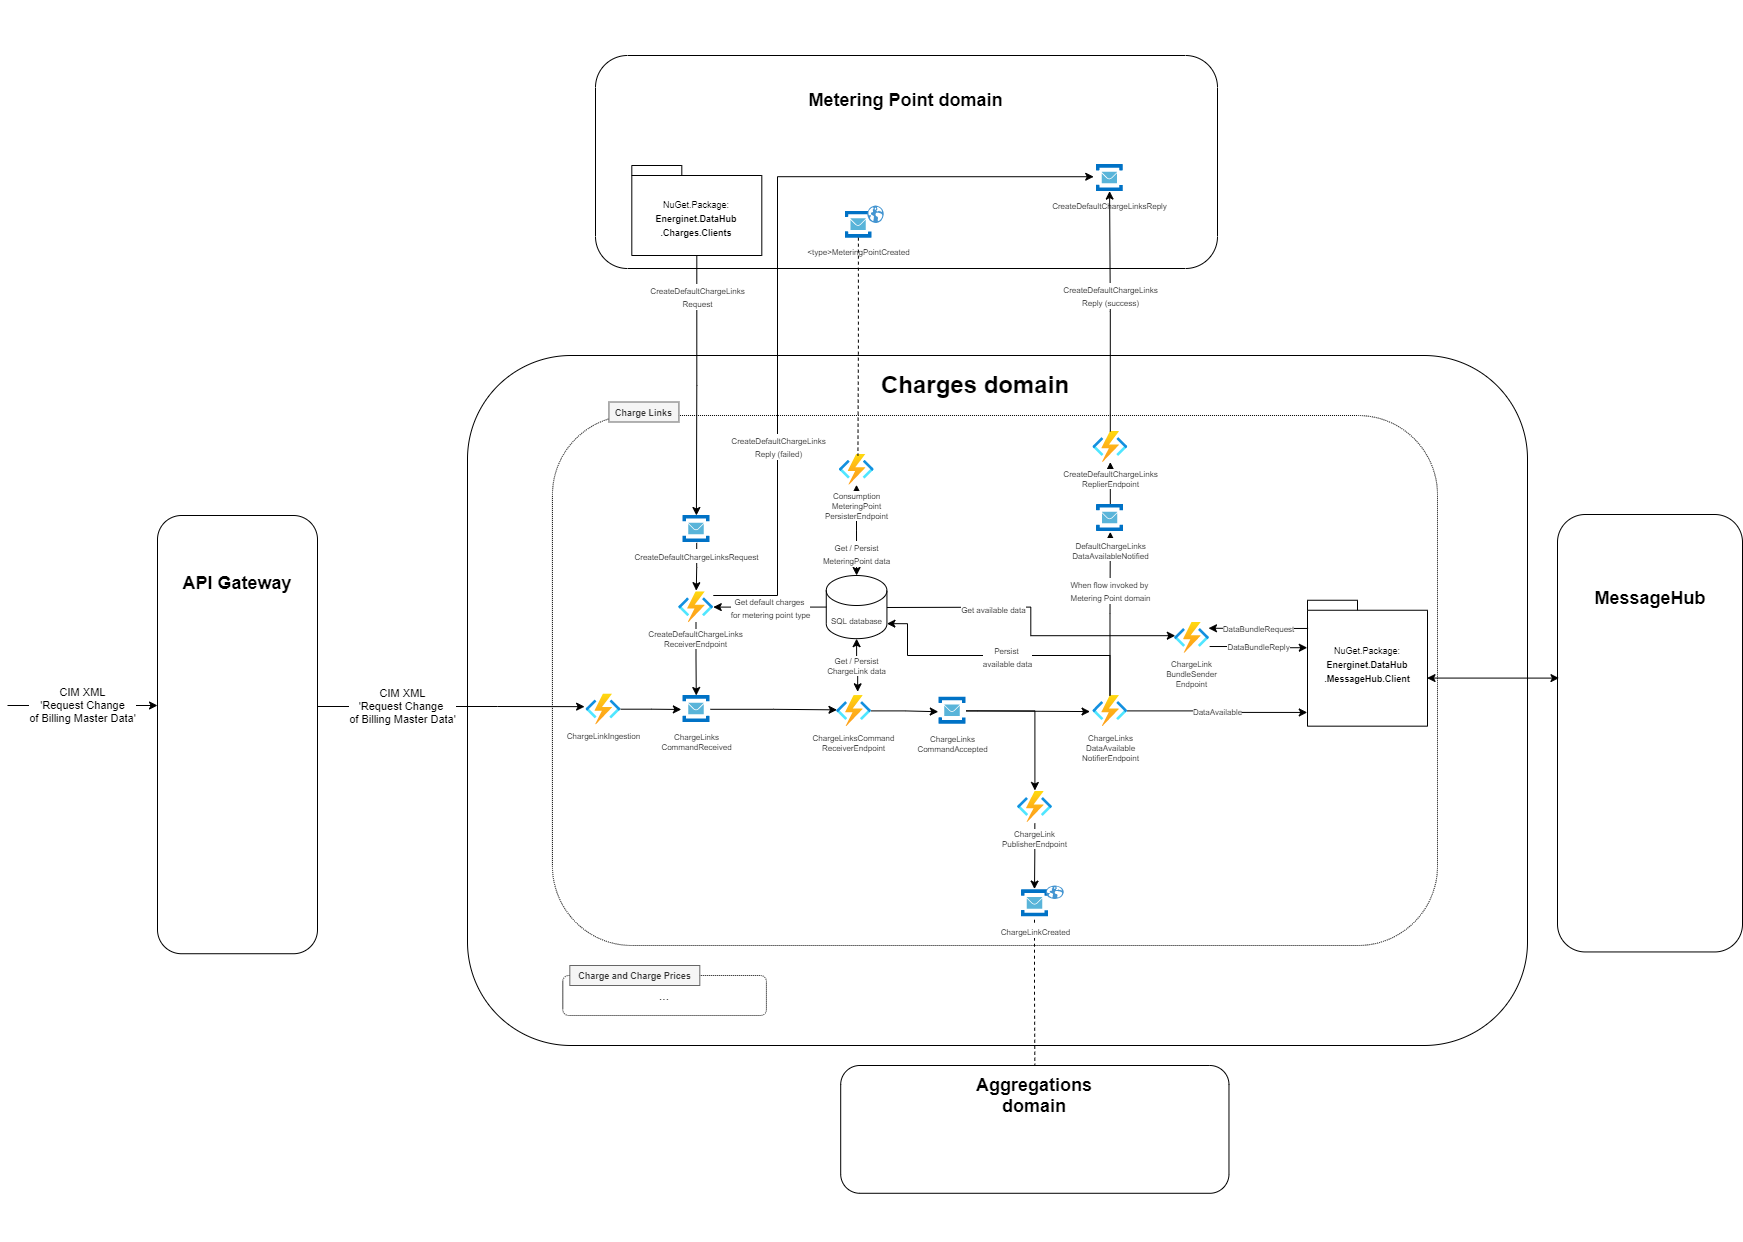 Metering Point domain
NuGet.Package:
Energinet.DataHub
.Charges.Clients
CreateDefaultChargeLinksReply
<type>MeteringPointCreated
CreateDefaultChargeLinks
Request
CreateDefaultChargeLinks
Reply (success)
Charges domain
Charge Links
CreateDefaultChargeLinks
Reply (failed)
CreateDefaultChargeLinks
ReplierEndpoint
Consumption
MeteringPoint
PersisterEndpoint
CreateDefaultChargeLinksRequest
Get / Persist
MeteringPoint data
DefaultChargeLinks
DataAvailableNotified
When flow invoked by
Metering Point domain
API Gateway
MessageHub
Get default charges
for metering point type
SQL database
Get available data
CreateDefaultChargeLinks
ReceiverEndpoint
DataBundleRequest
DataBundleReply
NuGet.Package:
Energinet.DataHub
.MessageHub.Client
Get / Persist
ChargeLink data
Persist
available data
ChargeLink
BundleSender
Endpoint
CIM XML
'Request Change
of Billing Master Data'
CIM XML
'Request Change
of Billing Master Data'
ChargeLinkIngestion
ChargeLinks
CommandReceived
ChargeLinksCommand
ReceiverEndpoint
ChargeLinks
CommandAccepted
ChargeLinks
DataAvailable
NotifierEndpoint
DataAvailable
ChargeLink
PublisherEndpoint
ChargeLinkCreated
Charge and Charge Prices
...
Aggregations
domain